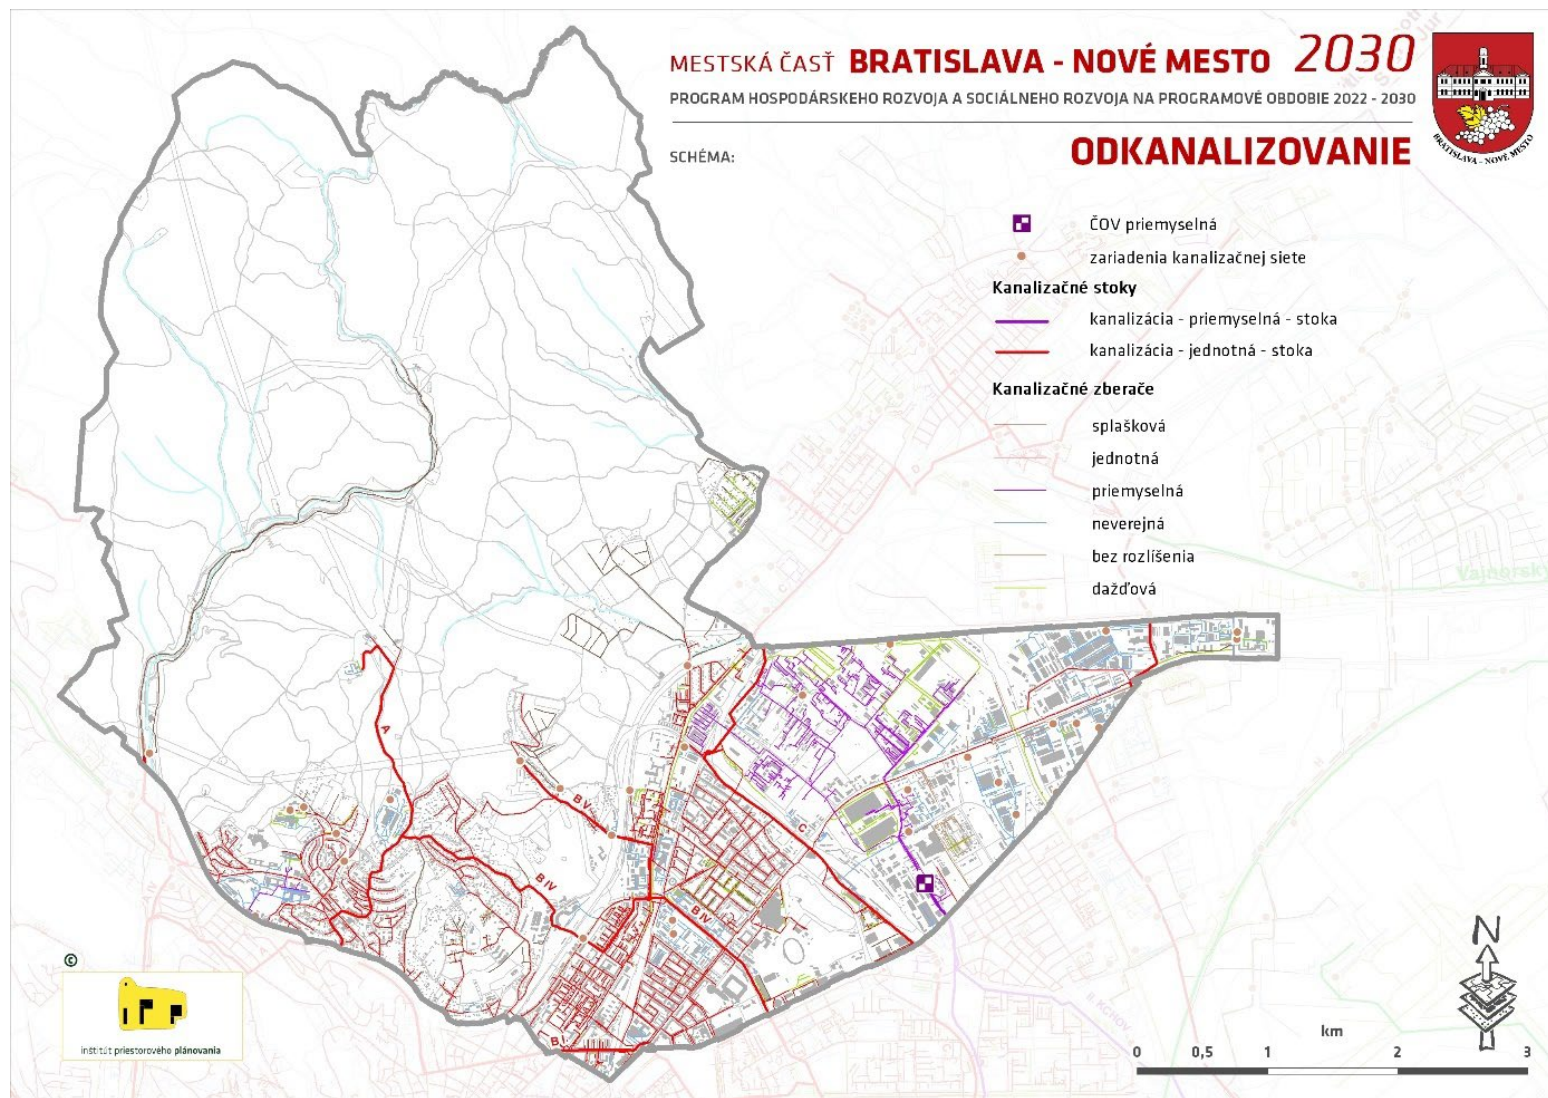 MESTSKÁ ČASŤ BRATISLAVA - NOVÉ MESTO 2030
PROGRAM HOSPODÁRSKEHO ROZVOJA A SOCIÁLNEHO ROZVOJA NA PROGRAMOVÉ OBDOBIE 2022 - 2030
SCHÉMA:
ODKANALIZOVANIE
BRATISLAVA - NOVÉ MESTO
ČOV priemyselná
zariadenia kanalizačnej siete
Kanalizačné stoky
kanalizácia - priemyselná - stoka
kanalizácia - jednotná - stoka
Kanalizačné zberače
splašková
jednotná
priemyselná
neverejná
bez rozlíšenia
dažďová
Vajnorský
A
B V
C
B IV
B IV
B I
N
©
inštitút priestorového plánovania
km
0 0,5 1 2 3